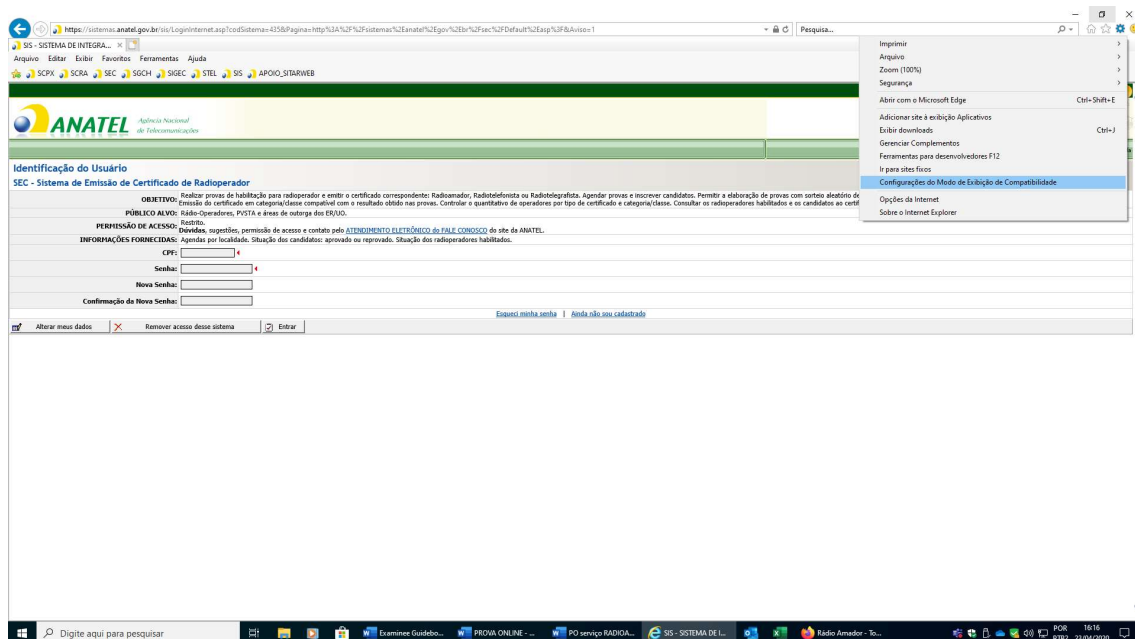 https://sistemas.anatel.gov.br/sis/LoginInternet.asp?codSistema=435&Pagina=http%3A%2F%2Fsistemas%2Eanatel%2Egov%2Ebr%2Fsec%2FDefault%2Easp%3F&Aviso=1
Pesquisa...
SIS - SISTEMA DE INTEGRA...
Arquivo Editar Exibir Favoritos Ferramentas Ajuda
SCPX SCRA SEC SGCH SIGEC STEL SIS APOIO_SITARWEB
Imprimir
Arquivo
Zoom (100%)
Segurança
Abrir com o Microsoft Edge Ctrl+Shift+E
Adicionar site à exibição Aplicativos
Exibir downloads Ctrl+J
Gerenciar Complementos
Ferramentas para desenvolvedores F12
Ir para sites fixos
Configurações do Modo de Exibição de Compatibilidade
Opções da Internet
Sobre o Internet Explorer
ANATEL
Agência Nacional
de Telecomunicações
Identificação do Usuário
SEC - Sistema de Emissão de Certificado de Radioperador
OBJETIVO: Realizar provas de habilitação para radioperador e emitir o certificado correspondente: Radioamador, Radiotelefonista ou Radiotelegrafista. Agendar provas e inscrever candidatos. Permitir a elaboração de provas com sorteio aleatório de
Emissão do certificado em categoria/classe compatível com o resultado obtido nas provas. Controlar o quantitativo de operadores por tipo de certificado e categoria/classe. Consultar os radioperadores habilitados e os candidatos ao certif
PÚBLICO ALVO: Rádio-Operadores, PVSTA e áreas de outorga dos ER/UO.
PERMISSÃO DE ACESSO: Restrito.
Dúvidas, sugestões, permissão de acesso e contato pelo ATENDIMENTO ELETRÔNICO do FALE CONOSCO do site da ANATEL.
INFORMAÇÕES FORNECIDAS: Agendas por localidade. Situação dos candidatos: aprovado ou reprovado. Situação dos radioperadores habilitados.
CPF:
Senha:
Nova Senha:
Confirmação da Nova Senha:
Esqueci minha senha | Ainda não sou cadastrado
Alterar meus dados Remover acesso desse sistema Entrar
Digite aqui para pesquisar
Examinee Guidebo...
PROVA ONLINE - ...
PO serviço RADIOA...
SIS - SISTEMA DE I...
Rádio Amador - To...
POR 16:16
PTB2 23/04/2020